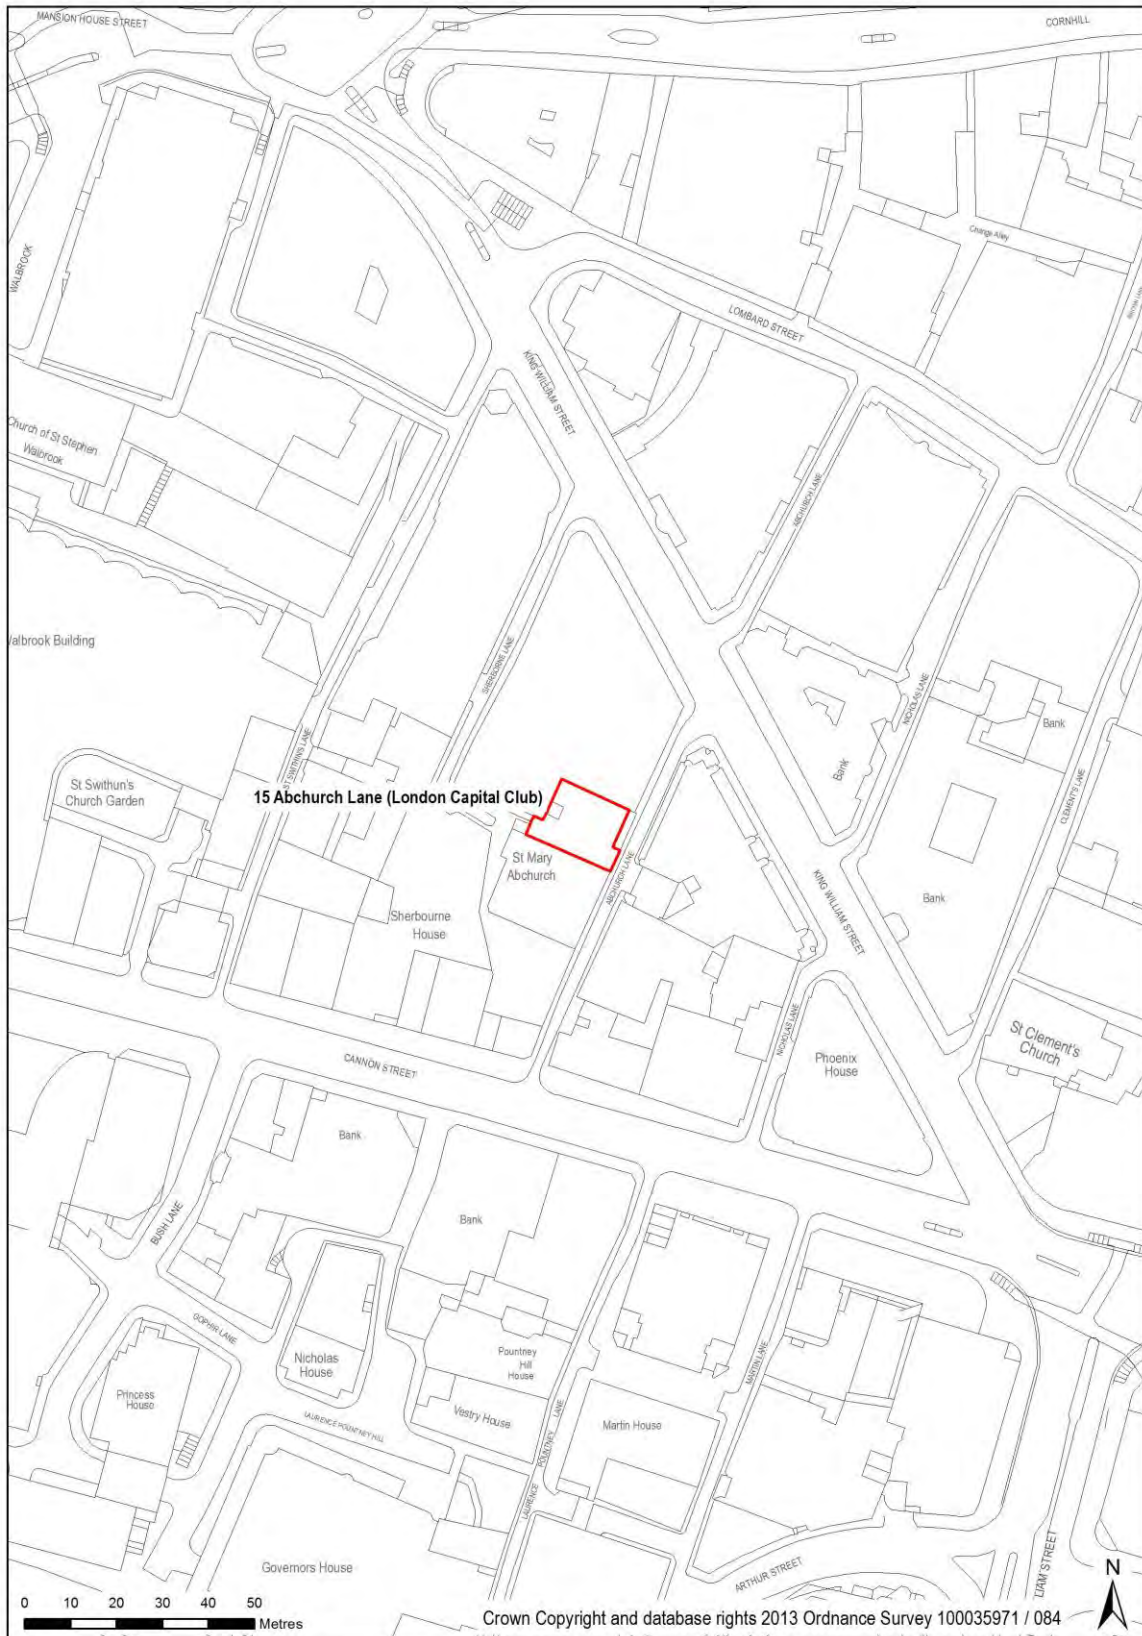 MANSION HOUSE STREET
CORNHILL
WALBROOK
Change Alley
LOMBARD STREET
KING WILLIAM STREET
Church of St Stephen
Walbrook
ABCHURCH LANE
SHERBORNE LANE
NICHOLAS LANE
Bank
Bank
CLEMENT'S LANE
Walbrook Building
ST SWITHIN'S LANE
St Swithun's
Church Garden
15 Abchurch Lane (London Capital Club)
St Mary
Abchurch
ABCHURCH LANE
Sherbourne
House
KING WILLIAM STREET
Bank
NICHOLAS LANE
St Clement's
Church
Phoenix
House
CANNON STREET
Bank
Bank
BUSH LANE
GOPHIR LANE
Nicholas
House
Pountney
Hill
House
MARTIN LANE
Princess
House
Vestry House
LAURENCE POUNTNEY HILL
Martin House
LAURENCE POUNTNEY LANE
Governors House
ARTHUR STREET
LIAM STREET
N
0 10 20 30 40 50
Metres
Crown Copyright and database rights 2013 Ordnance Survey 100035971 / 084